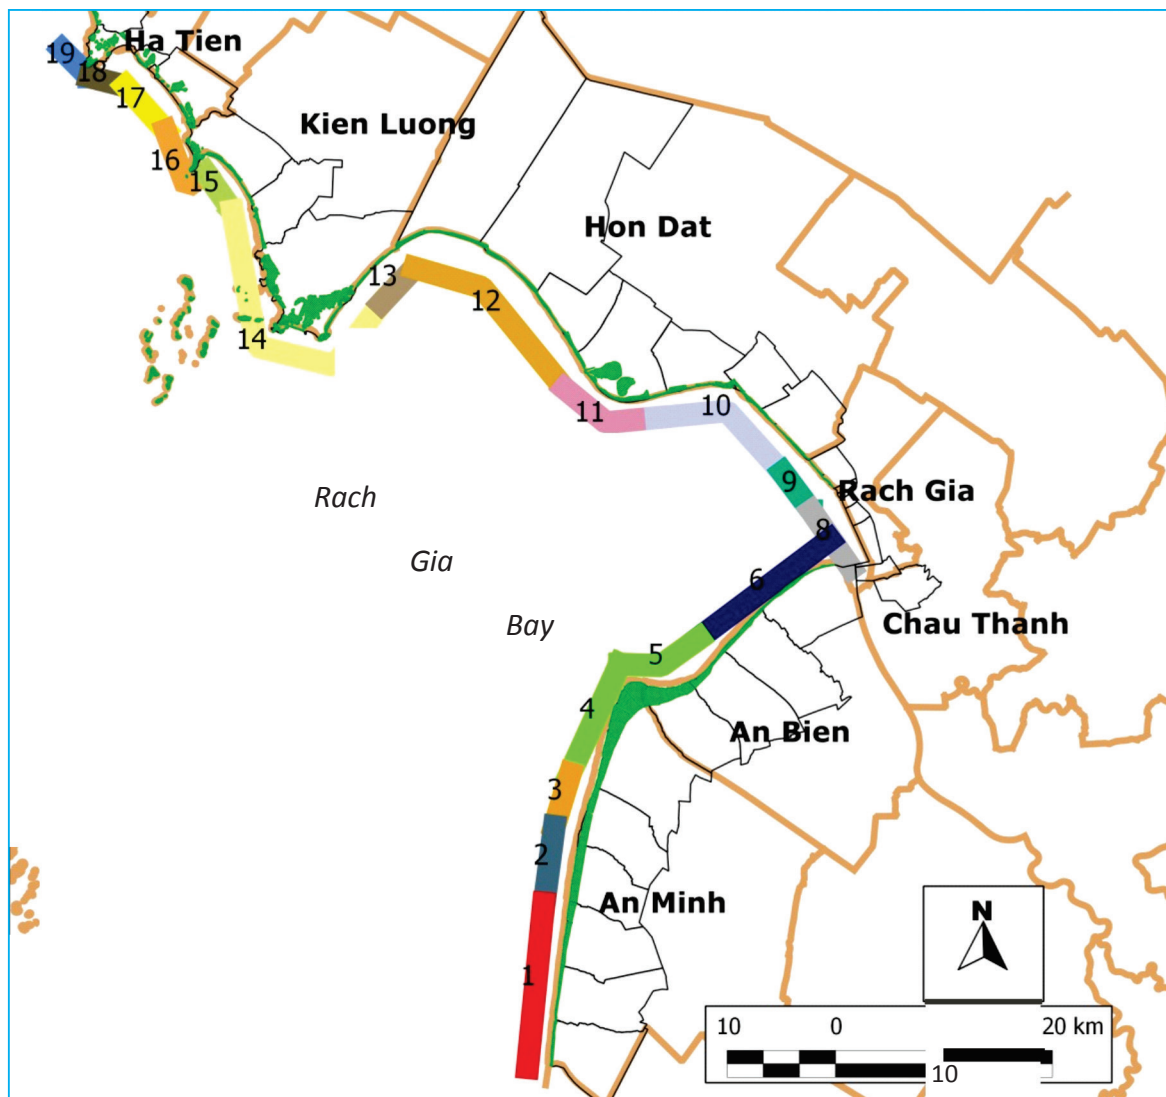 Ha Tien
19
18
17
Kien Luong
16
15
Hon Dat
13
12
14
11
10
9
Rach Gia
Rach
8
Gia
6
Bay
Chau Thanh
5
4
An Bien
3
2
An Minh
N
1
10 0 20 km
10